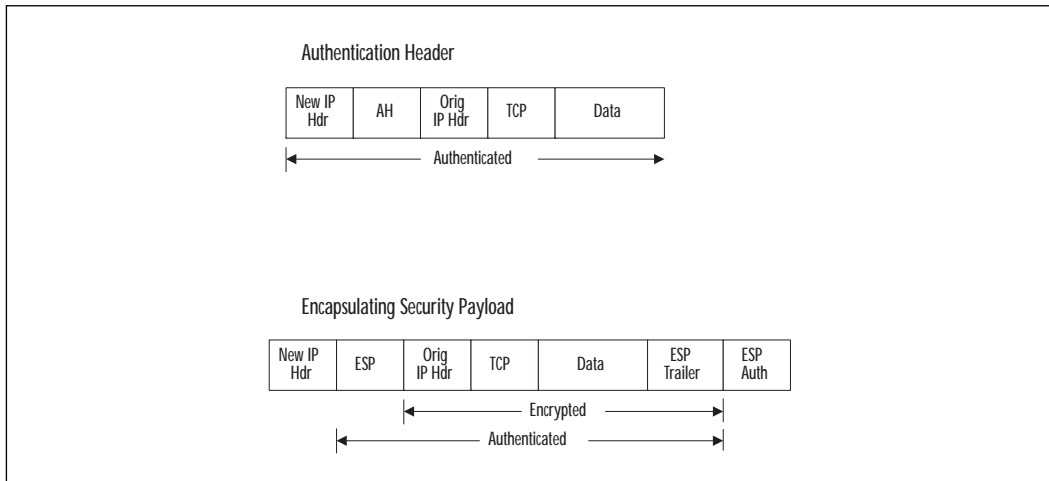 Authentication Header
New IP
Hdr
AH
Orig
IP Hdr
TCP
Data
Authenticated
Encapsulating Security Payload
New IP
Hdr
ESP
Orig
IP Hdr
TCP
Data
ESP
Trailer
ESP
Auth
Encrypted
Authenticated